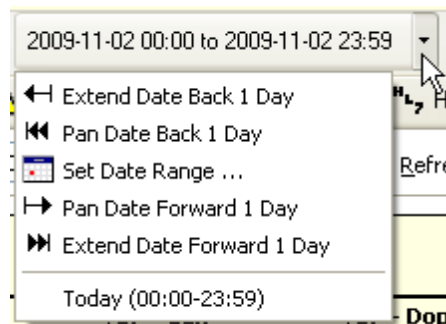 2009-11-02 00:00 to 2009-11-02 23:59
Extend Date Back 1 Day
HL7 H
Pan Date Back 1 Day
Set Date Range ...
Refre
Pan Date Forward 1 Day
Extend Date Forward 1 Day
Today (00:00-23:59)
- Dop